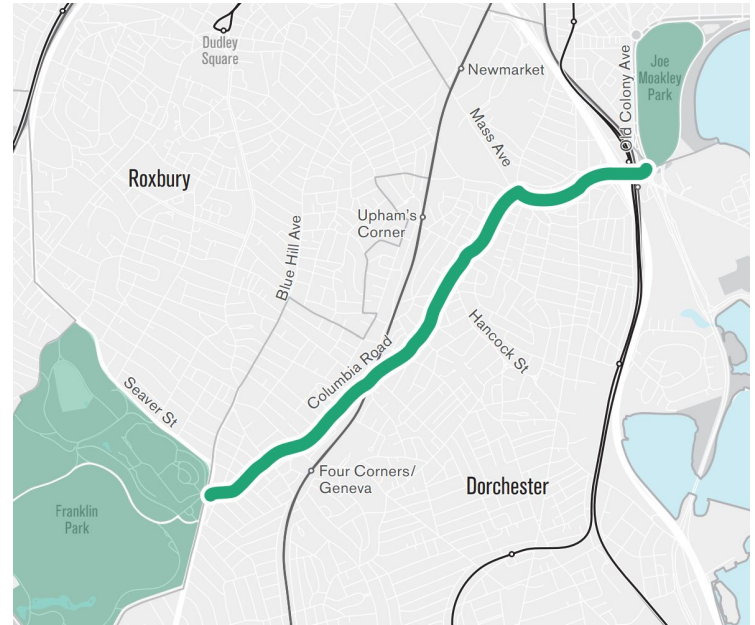 Dudley
Square
Newmarket
Old Colony Ave
Joe
Moakley
Park
Mass Ave
Roxbury
Upham's
Corner
Blue Hill Ave
Hancock St
Columbia Road
Seaver St
Four Corners/
Geneva
Dorchester
Franklin
Park